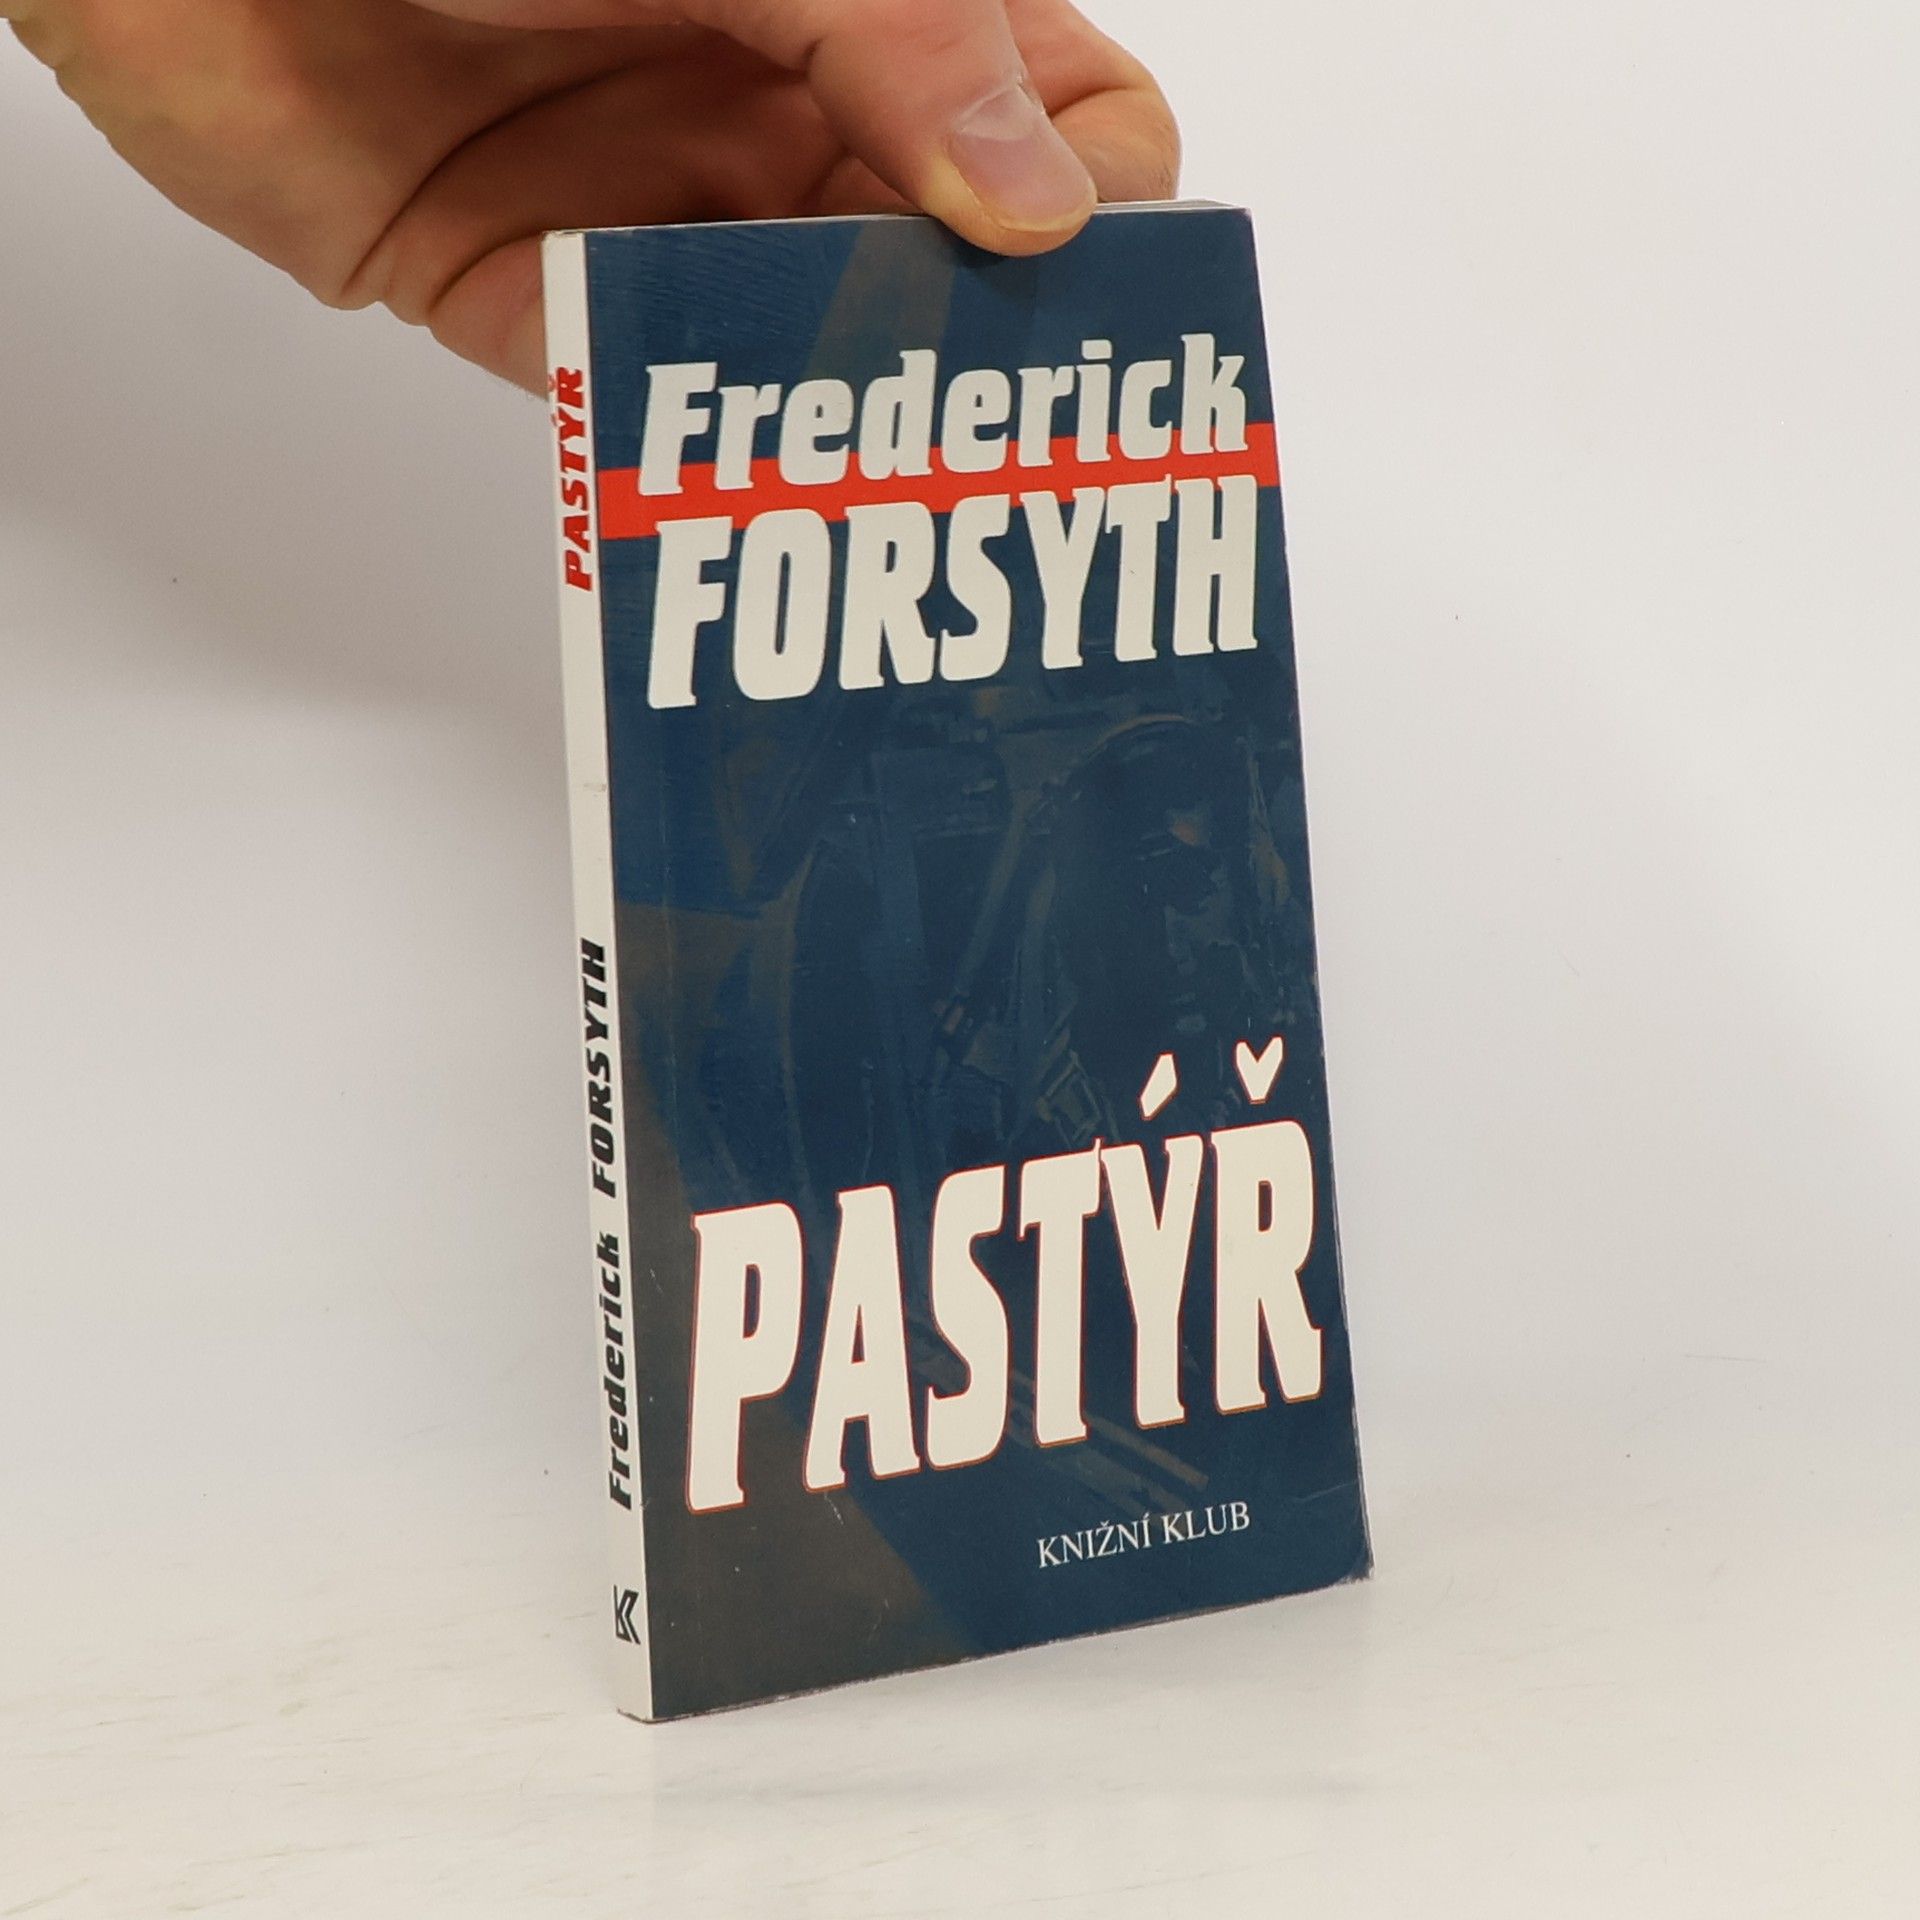 Frederick
FORSYTH
PASTÝŘ
KNIŽNÍ KLUB
PASTÝŘ
Frederick FORSYTH